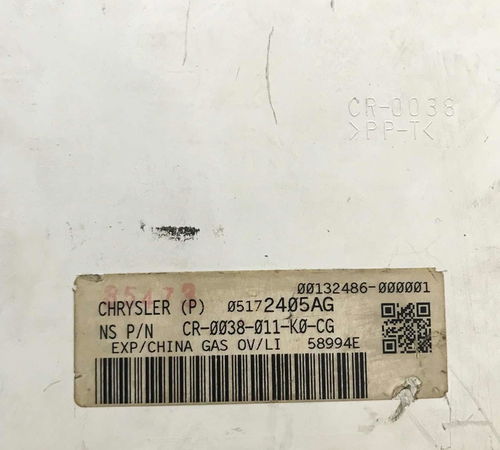 CR-0038
>PP-T<
85473
00132486-000001
CHRYSLER (P) 05172405AG
NS P/N CR-0038-011-K0-CG
EXP/CHINA GAS OV/LI 58994E